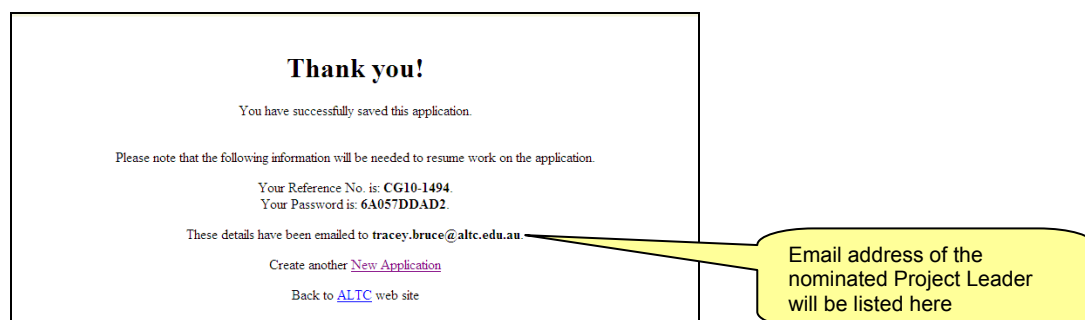 Thank you!
You have successfully saved this application.
Please note that the following information will be needed to resume work on the application.
Your Reference No. is: CG10-1494.
Your Password is: 6A057DDAD2.
These details have been emailed to tracey.bruce@altc.edu.au.
Create another New Application
Back to ALTC web site
Email address of the
nominated Project Leader
will be listed here